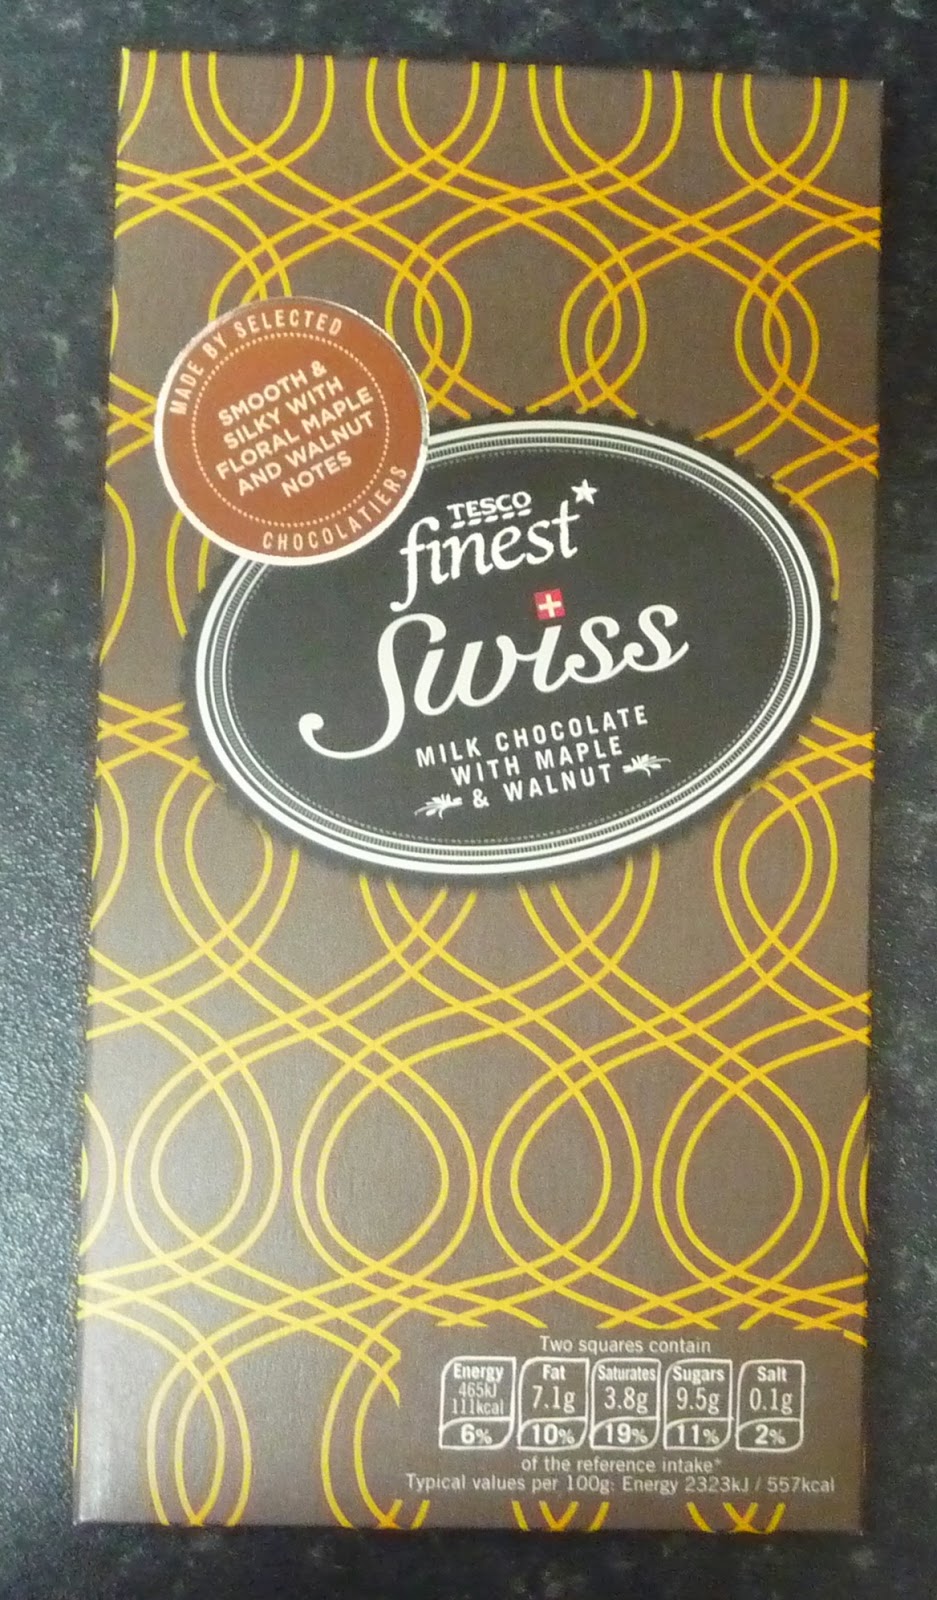 MADE BY SELECTED
SMOOTH &
SILKY WITH
FLORAL MAPLE
AND WALNUT
NOTES
CHOCOLATIERS
TESCO
finest
Swiss
MILK CHOCOLATE
WITH MAPLE
& WALNUT
Two squares contain
Energy Fat Saturates Sugars Salt
465kJ
111kcal 7.1g 3.8g 9.5g 0.1g
6% 10% 19% 11% 2%
of the reference intake*
Typical values per 100g: Energy 2323kJ / 557kcal